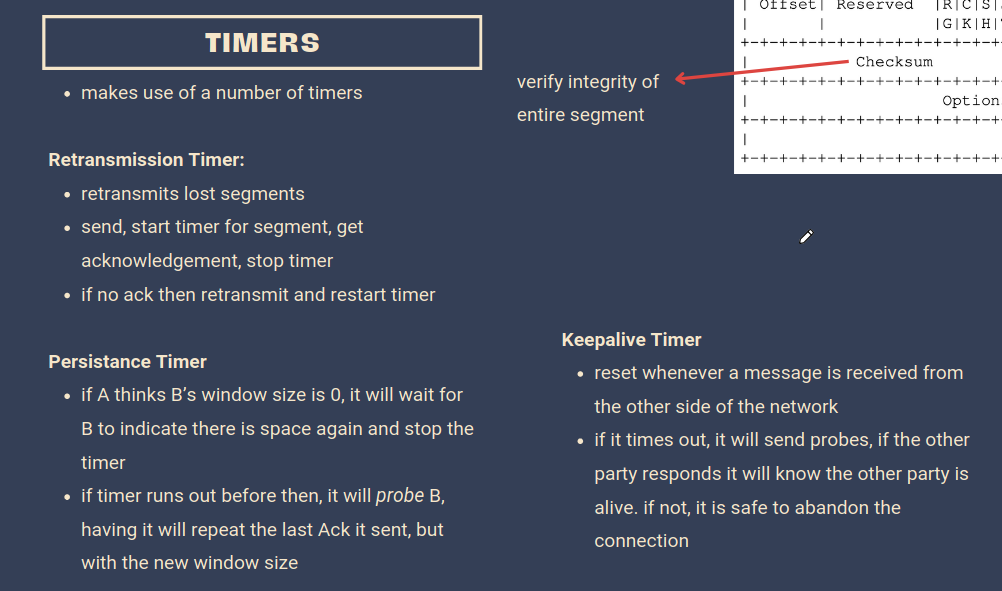 TIMERS
• makes use of a number of timers
Retransmission Timer:
• retransmits lost segments
• send, start timer for segment, get
acknowledgement, stop timer
• if no ack then retransmit and restart timer
Persistance Timer
• if A thinks B's window size is 0, it will wait for
B to indicate there is space again and stop the
timer
• if timer runs out before then, it will probe B,
having it will repeat the last Ack it sent, but
with the new window size
verify integrity of
entire segment
| Offset| Reserved |R|C|S|
| | |G|K|H|
+-+-+-+-+-+-+-+-+-+-+-+-+-+-
| Checksum
+-+-+-+-+-+-+-+-+-+-+-+-+-+-
| Option
+-+-+-+-+-+-+-+-+-+-+-+-+-+-
|
+-+-+-+-+-+-+-+-+-+-+-+-+-+-
Keepalive Timer
• reset whenever a message is received from
the other side of the network
• if it times out, it will send probes, if the other
party responds it will know the other party is
alive. if not, it is safe to abandon the
connection